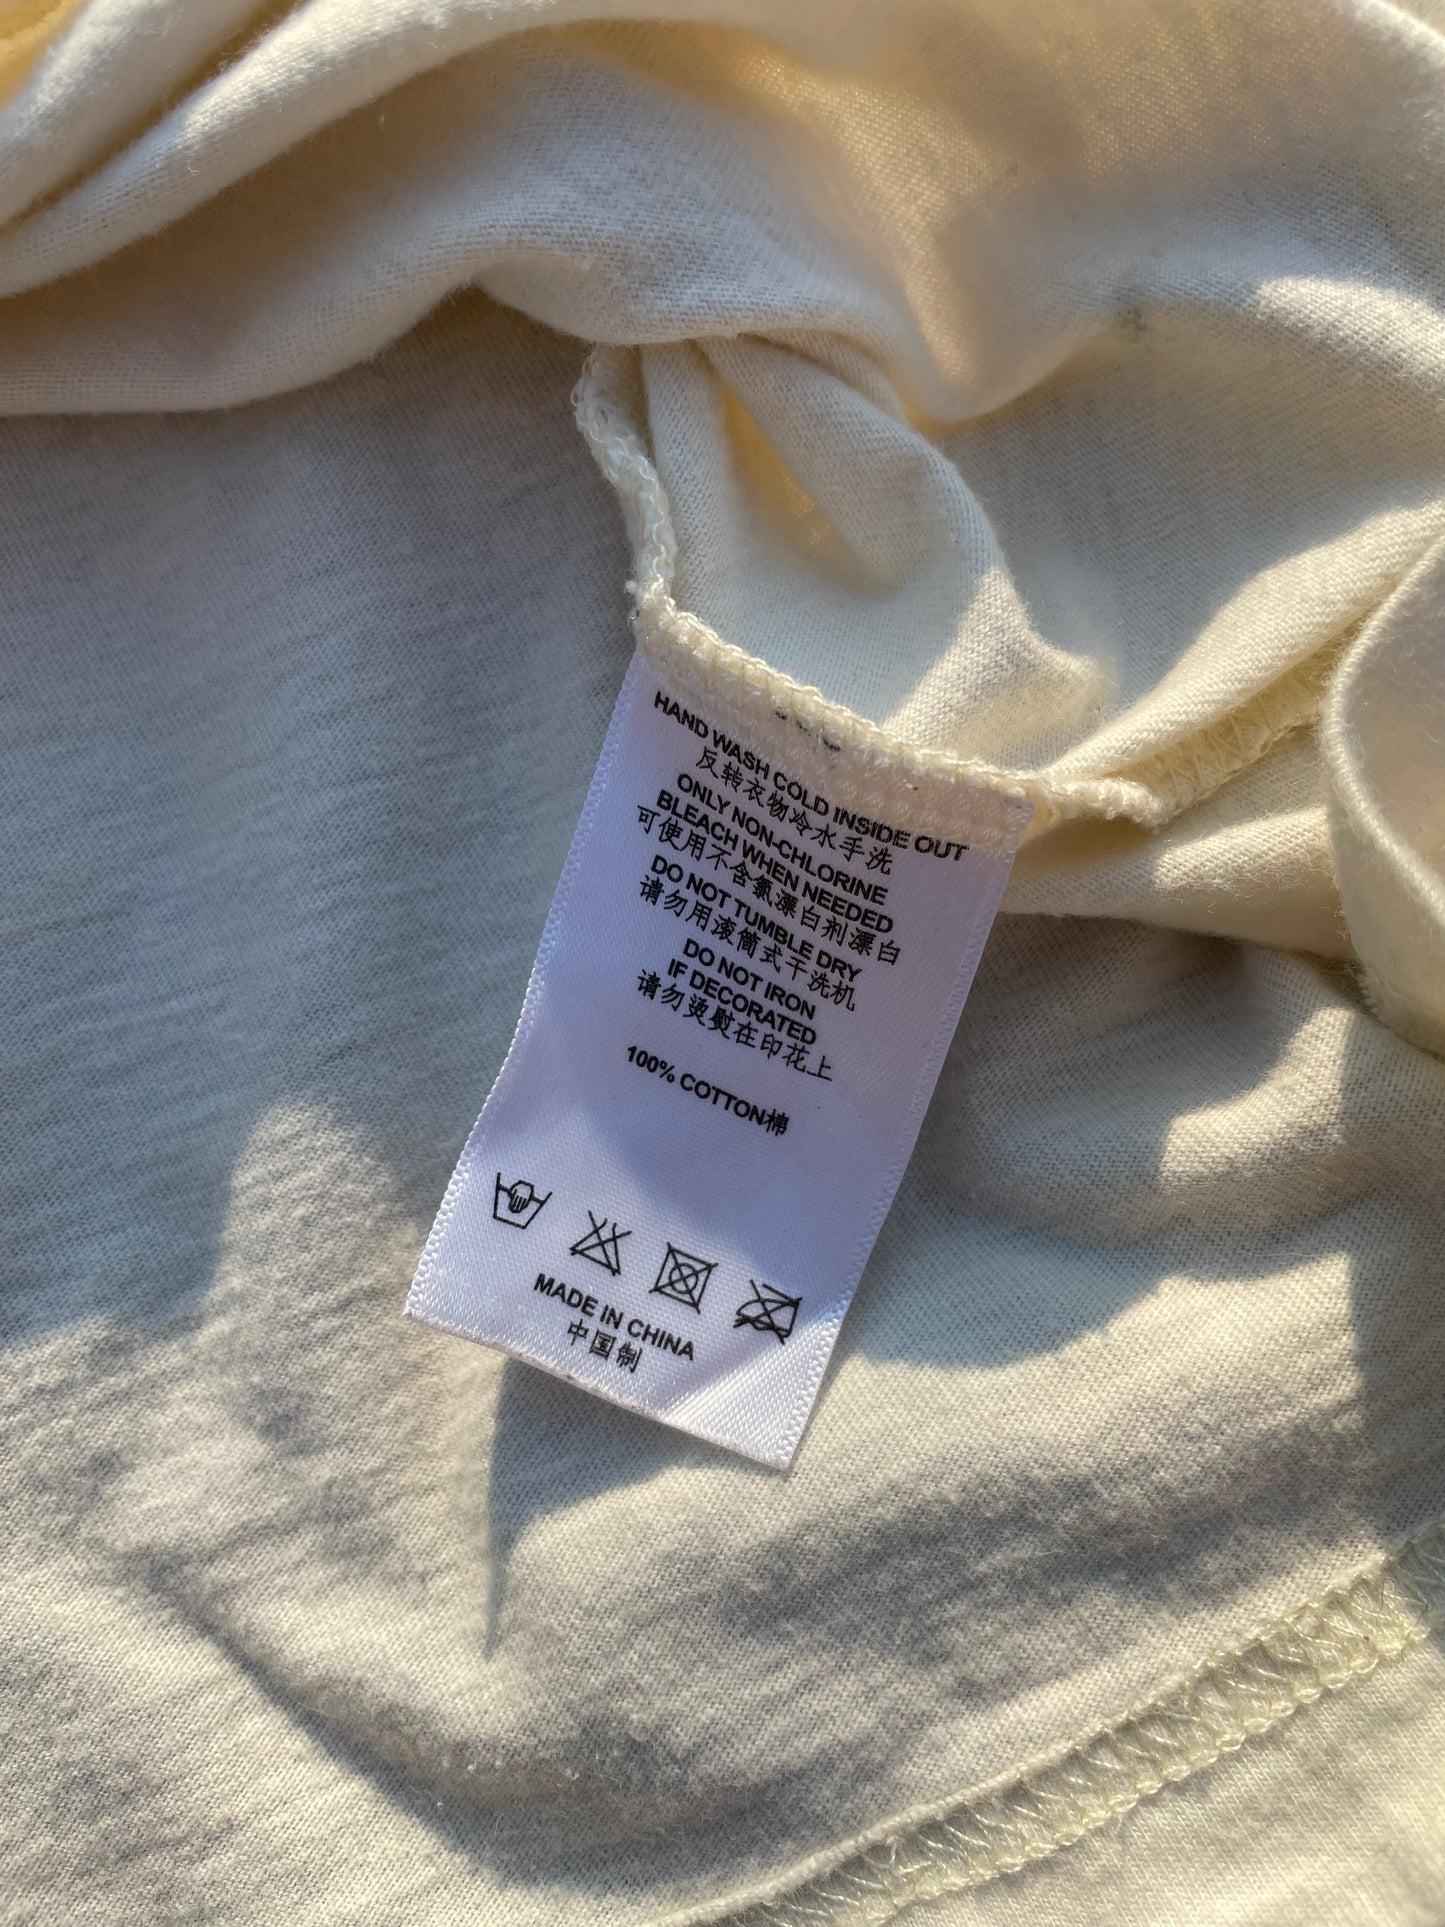 HAND WASH COLD INSIDE OUT
反转衣物冷水手洗
ONLY NON-CHLORINE
BLEACH WHEN NEEDED
可使用不含氯漂白剂漂白
DO NOT TUMBLE DRY
请勿用滚筒式干洗机
DO NOT IRON
IF DECORATED
请勿烫熨在印花上
100% COTTON棉
MADE IN CHINA
中国制